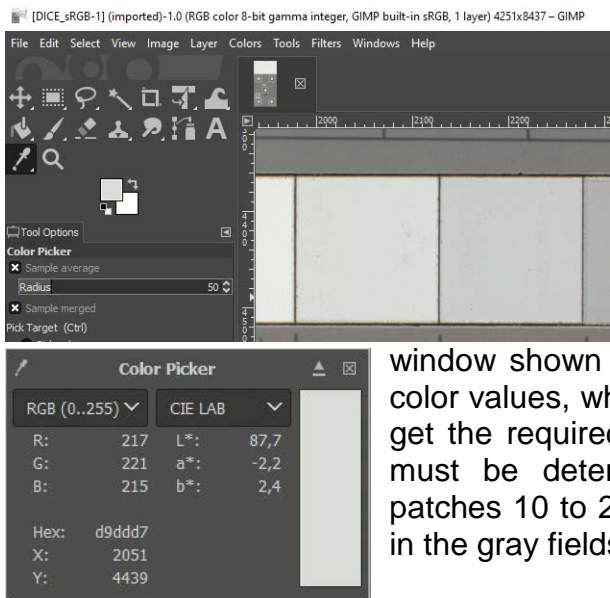 [DICE_sRGB-1] (imported)-1.0 (RGB color 8-bit gamma integer, GIMP built-in sRGB, 1 layer) 4251x8437 – GIMP
File Edit Select View Image Layer Colors Tools Filters Windows Help
2000 2100 2200
Tool Options
Color Picker
Sample average
Radius 50
Sample merged
Pick Target (Ctrl)
Color Picker
RGB (0..255) CIE LAB
R: 217 L*: 87,7
G: 221 a*: -2,2
B: 215 b*: 2,4
Hex: d9ddd7
X: 2051
Y: 4439
window shown
color values, wh
get the required
must be deter
patches 10 to 2
in the gray fields